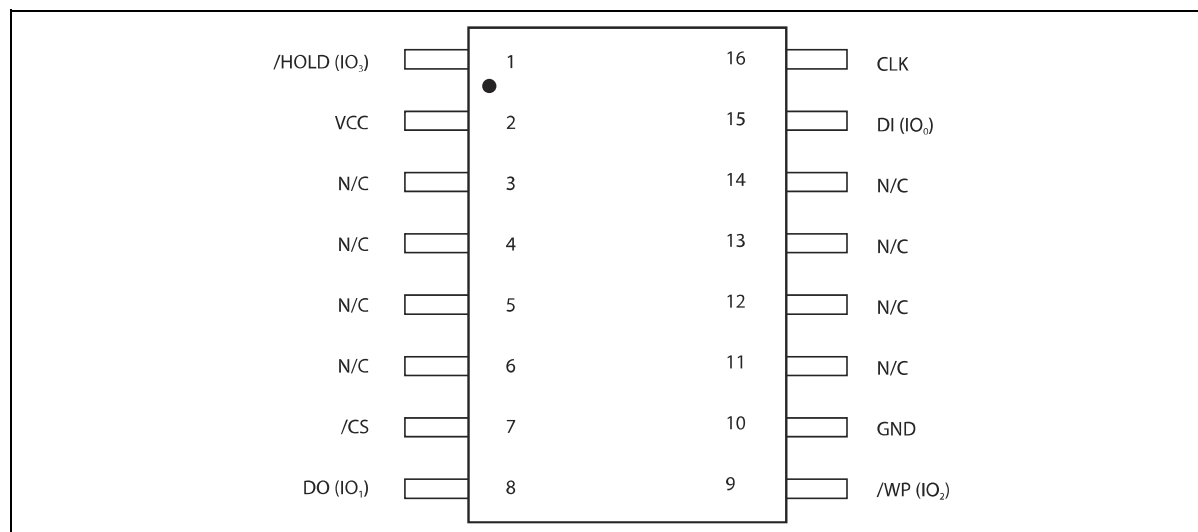 /HOLD (IO₃) 1 16 CLK
VCC 2 15 DI (IO₀)
N/C 3 14 N/C
N/C 4 13 N/C
N/C 5 12 N/C
N/C 6 11 N/C
/CS 7 10 GND
DO (IO₁) 8 9 /WP (IO₂)